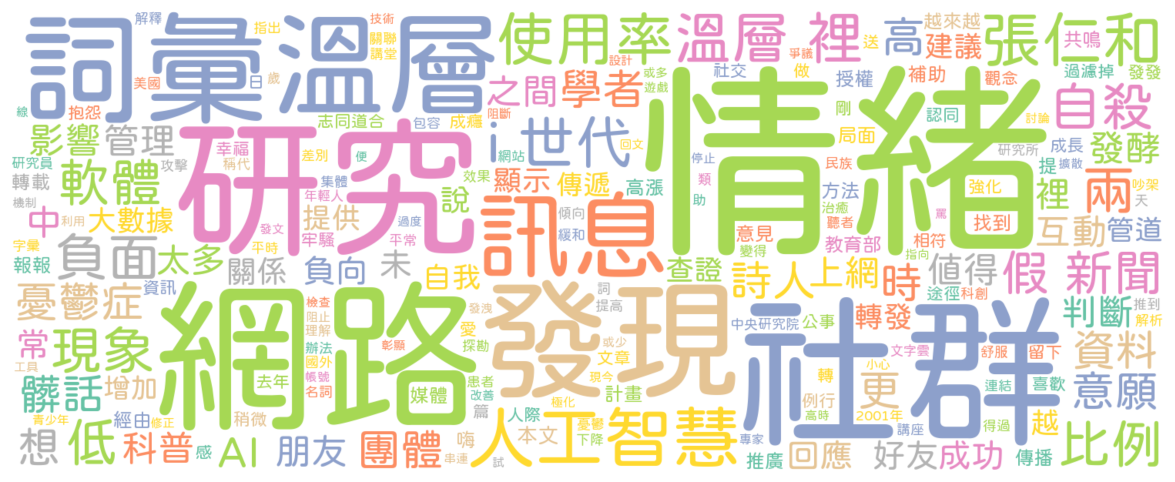 詞彙溫層
情緒
研究
網路
發現
社群
訊息
人工智慧
使用率
溫層
裡
高
張仁和
建議
越來越
共鳴
解釋
指出
技術
關聯
講堂
美國
日
歲
抱怨
線
之間
學者
設計
或多
遊戲
社交
送
爭議
做
授權
補助
觀念
過濾掉
發發
自殺
影響
管理
志同道合
包容
成癮
阻斷
i
世代
剛
局面
認同
討論
成長
發酵
研究員
幸福
稱代
攻擊
差別
便
回文
網站
停止
民族
研究所
提
擴散
轉載
機制
軟體
年輕人
集體
效果
顯示
傳遞
高漲
類
助
方法
治癒
強化
裡
兩
吵架
天
中
利用
大數據
提供
牢騷
發文
平時
平常
過度
說
傾向
緩和
意見
變得
聽者
罵
教育部
相符
指向
找到
互動
管道
字彙
報報
負面
太多
關係
負向
未
自我
查證
詩人
上網
時
途徑
科創
值得
假
新聞
憂鬱症
資訊
檢查
阻止
理解
發洩
詞
提高
愛
探勘
彰顯
中央研究院
公事
轉發
判斷
推到
解析
常
現象
工具
辦法
國外
帳號
名詞
去年
媒體
患者
改善
或少
文章
現今
計畫
轉
文字雲
小心
舒服
留下
資料
髒話
增加
青少年
修正
經由
稍微
篇
人際
極化
憂鬱
下降
例行
高時
更
2001年
連結
喜歡
意願
得過
越
想
低
科普
感
AI
朋友
團體
串連
嗨
本文
試
專家
推廣
回應
講座
好友
成功
傳播
比例